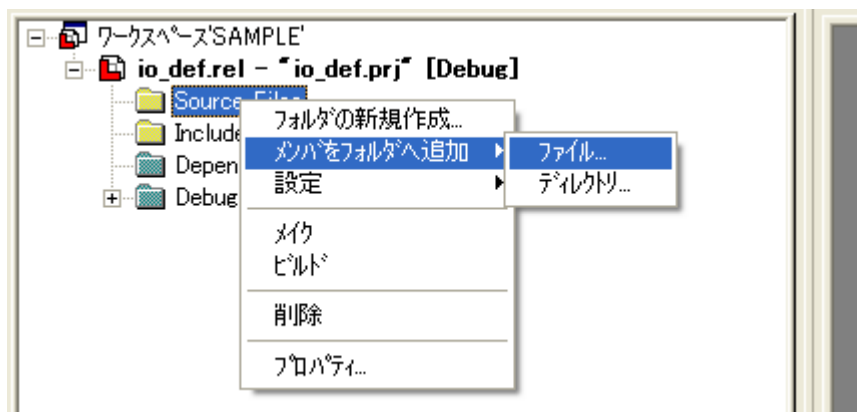 ワークスペース'SAMPLE'
io_def.rel - "io_def.prj" [Debug]
Source
Include
Depen
Debug
フォルダの新規作成...
メンバをフォルダへ追加
設定
メイク
ビルド
削除
プロパティ...
ファイル...
ディレクトリ...